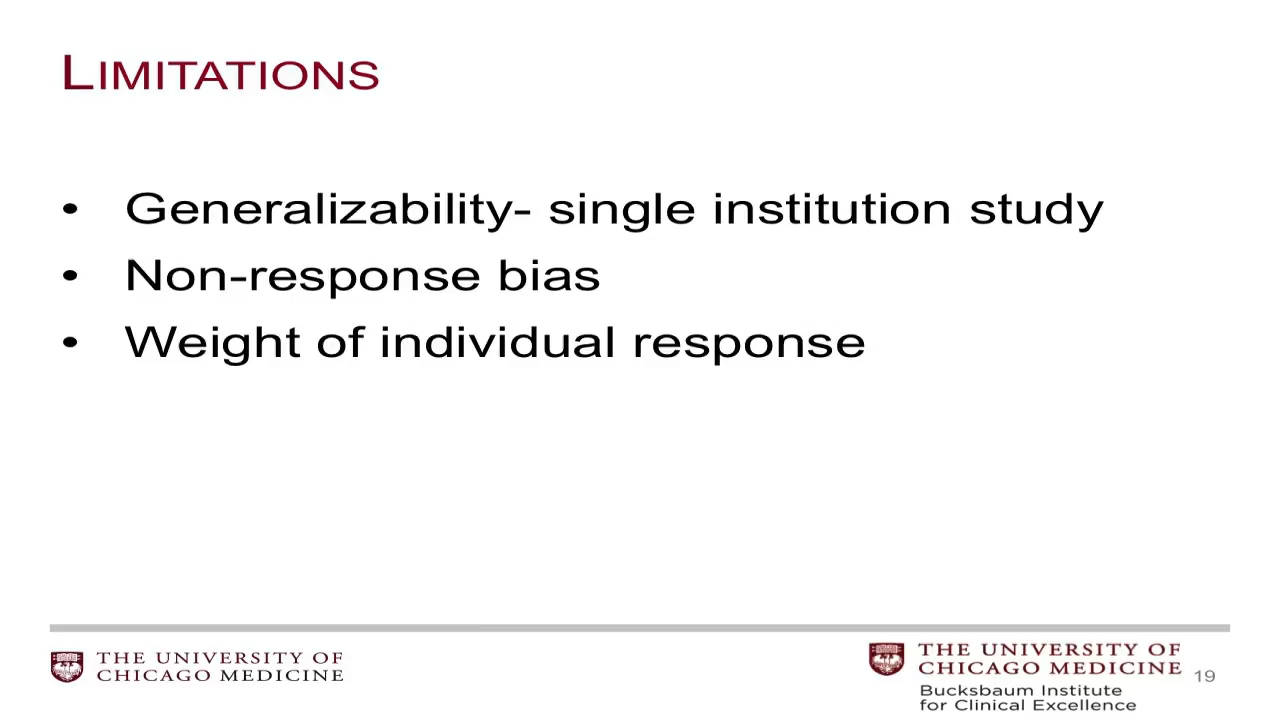 LIMITATIONS
• Generalizability- single institution study
• Non-response bias
• Weight of individual response
THE UNIVERSITY OF
CHICAGO MEDICINE
THE UNIVERSITY OF
CHICAGO MEDICINE
Bucksbaum Institute
for Clinical Excellence
19